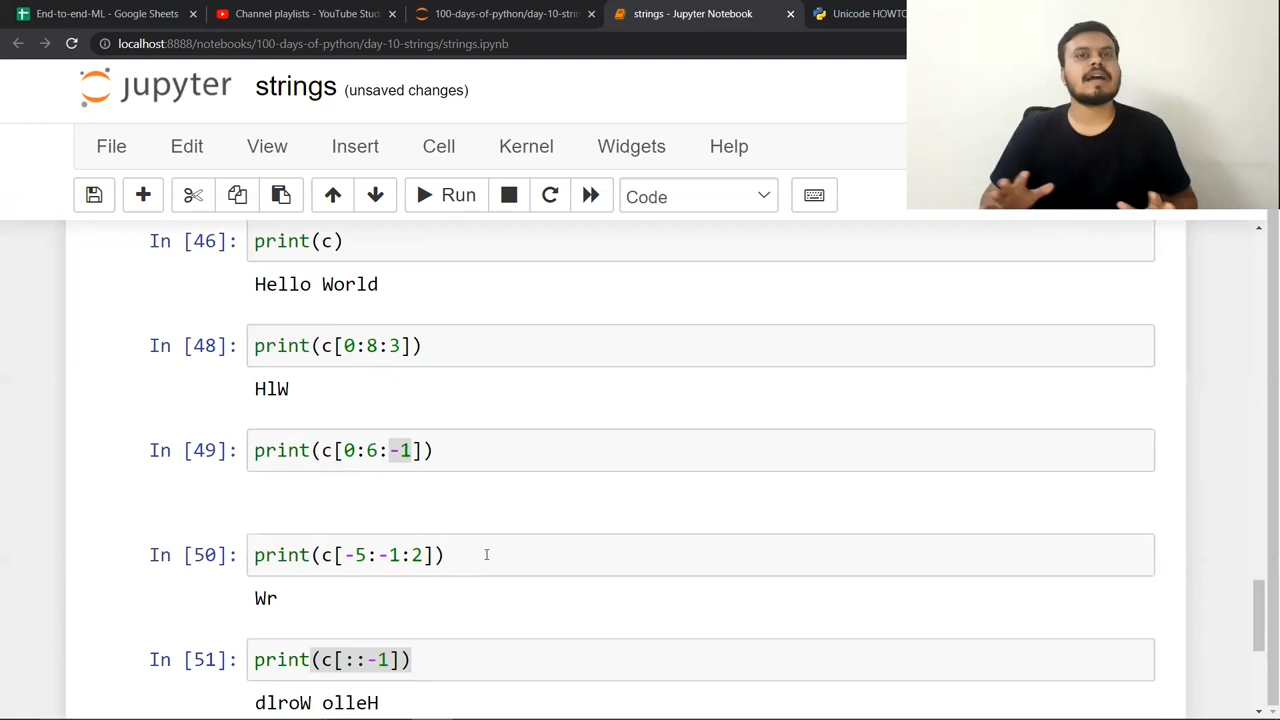 End-to-end-ML - Google Sheets
Channel playlists - YouTube Stud
100days-of-python/day-10-strin
strings - Jupyter Notebook
Unicode HOWTO
localhost:8888/notebooks/100-days-of-python/day-10-strings/strings.ipynb
jupyter strings (unsaved changes)
File Edit View Insert Cell Kernel Widgets Help
Run Code
In [46]: print(c)
Hello World
In [48]: print(c[0:8:3])
HlW
In [49]: print(c[0:6:-1])
In [50]: print(c[-5:-1:2])
Wr
In [51]: print(c[::-1])
dlroW olleH